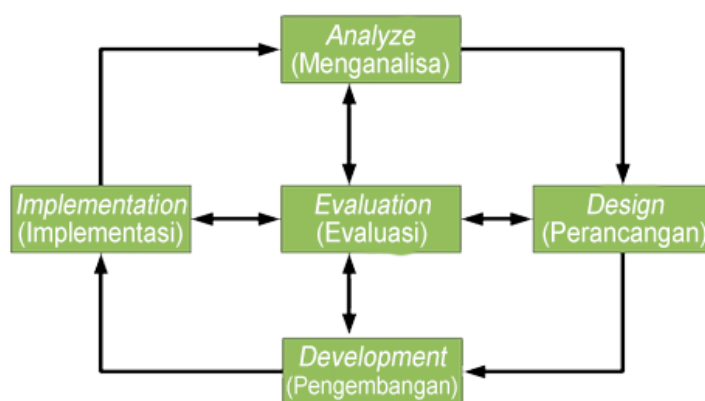 Analyze
(Menganalisa)
Implementation
(Implementasi)
Evaluation
(Evaluasi)
Design
(Perancangan)
Development
(Pengembangan)